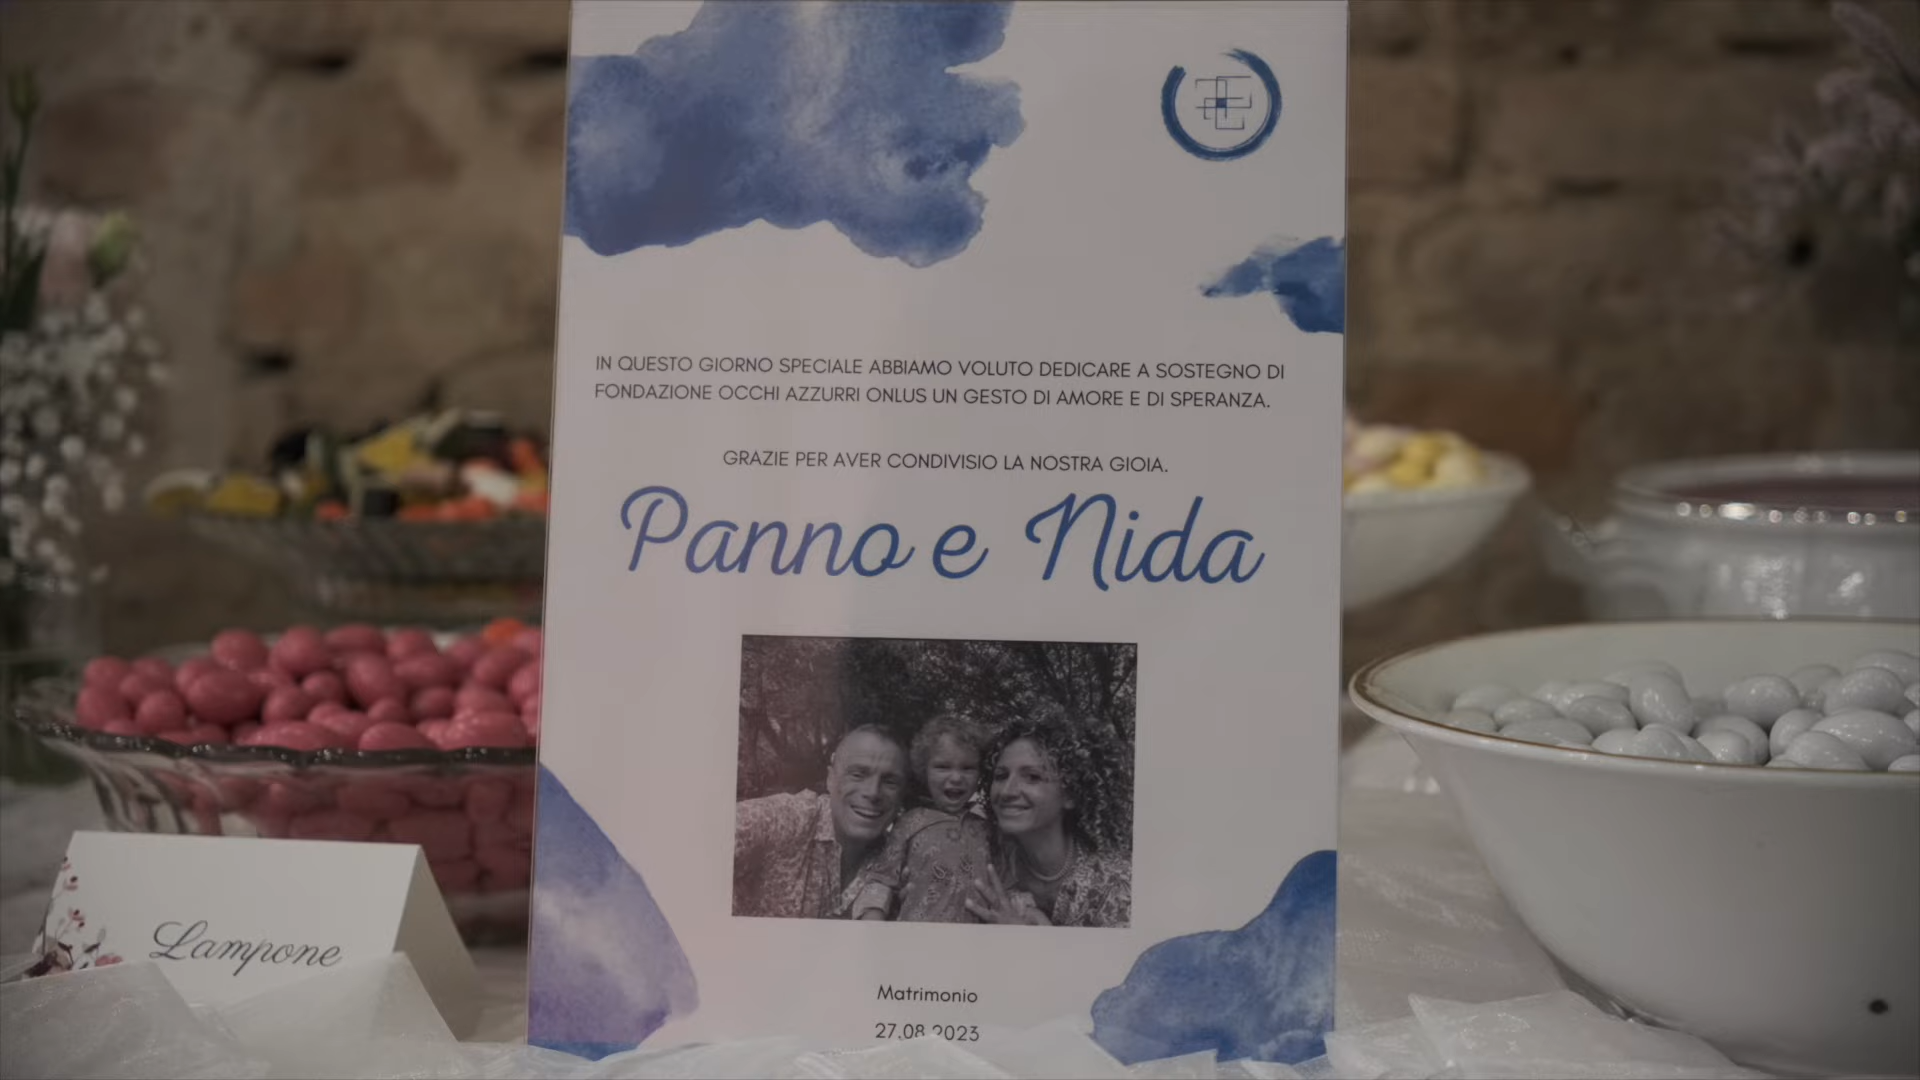 IN QUESTO GIORNO SPECIALE ABBIAMO VOLUTO DEDICARE A SOSTEGNO DI
FONDAZIONE OCCHI AZZURRI ONLUS UN GESTO DI AMORE E DI SPERANZA.
GRAZIE PER AVER CONDIVISIO LA NOSTRA GIOIA.
Panno e Nida
Lampone
Matrimonio
27.08.2023